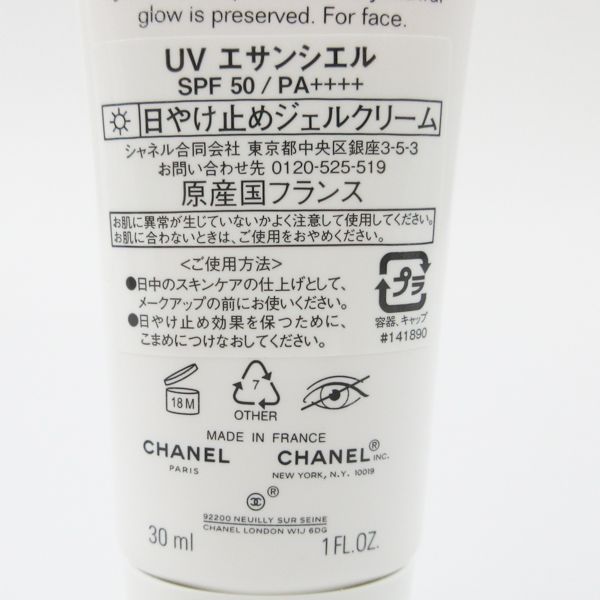 glow is preserved. For face.
UV エサンシエル
SPF 50 / PA++++
日やけ止めジェルクリーム
シャネル合同会社 東京都中央区銀座3-5-3
お問い合わせ先 0120-525-519
原産国フランス
お肌に異常が生じていないかよく注意して使用してください。
お肌に合わないときは、ご使用をおやめください。
<ご使用方法>
●日中のスキンケアの仕上げとして、
メークアップの前にお使いください。
●日やけ止め効果を保つために、
こまめにつけなおしてください。
プラ
容器、キャップ
#141890
18M
7
OTHER
MADE IN FRANCE
CHANEL
PARIS
CHANEL® INC.
NEW YORK, N.Y. 10019
®
92200 NEUILLY SUR SEINE
CHANEL LONDON W1J 6DG
30 ml
1 FL.OZ.